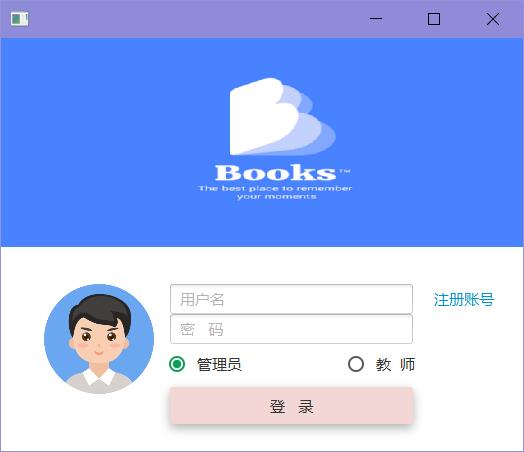 Books™
The best place to remember
your moments
用户名
注册账号
密 码
管理员
教 师
登 录